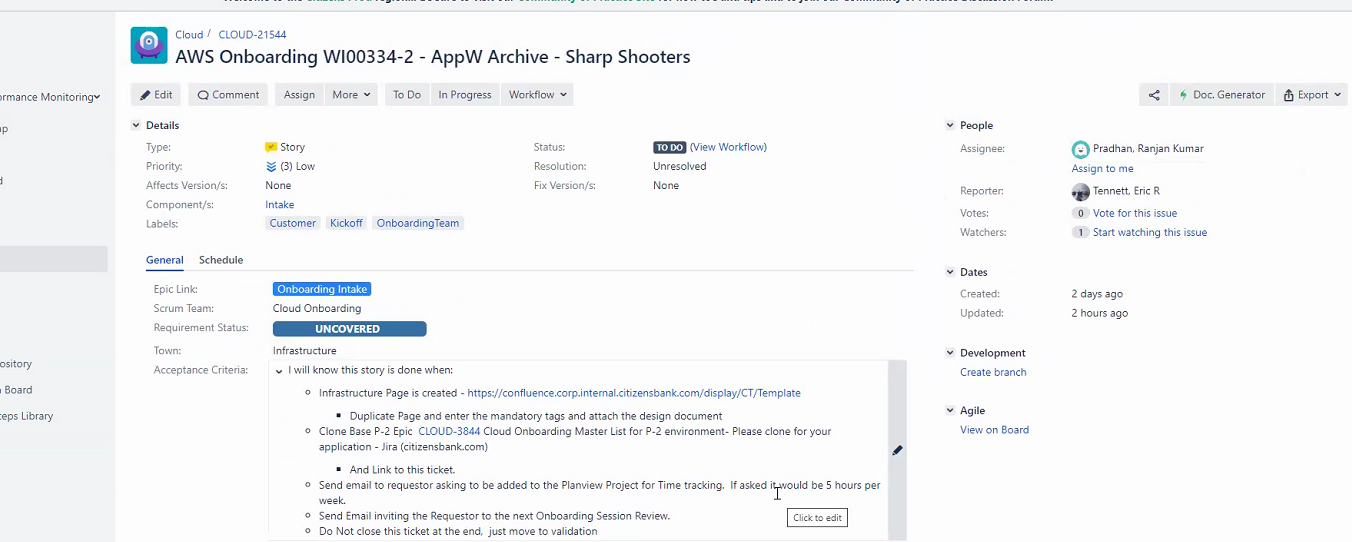 Cloud / CLOUD-21544
AWS Onboarding WI00334-2 - AppW Archive - Sharp Shooters
Edit Comment Assign More To Do In Progress Workflow Doc. Generator Export
ormance Monitoring
ap
d
ository
n Board
teps Library
Details
Type: Story
Priority: (3) Low
Affects Version/s: None
Component/s: Intake
Labels: Customer Kickoff OnboardingTeam
Status: TO DO (View Workflow)
Resolution: Unresolved
Fix Version/s: None
General Schedule
Epic Link: Onboarding Intake
Scrum Team: Cloud Onboarding
Requirement Status: UNCOVERED
Town: Infrastructure
Acceptance Criteria: I will know this story is done when:
Infrastructure Page is created - https://confluence.corp.internal.citizensbank.com/display/CT/Template
Duplicate Page and enter the mandatory tags and attach the design document
Clone Base P-2 Epic CLOUD-3844 Cloud Onboarding Master List for P-2 environment- Please clone for your
application - Jira (citizensbank.com)
And Link to this ticket.
Send email to requestor asking to be added to the Planview Project for Time tracking. If asked it would be 5 hours per
week.
Send Email inviting the Requestor to the next Onboarding Session Review.
Do Not close this ticket at the end, just move to validation
Click to edit
People
Assignee: Pradhan, Ranjan Kumar
Assign to me
Reporter: Tennett, Eric R
Votes: 0 Vote for this issue
Watchers: 1 Start watching this issue
Dates
Created: 2 days ago
Updated: 2 hours ago
Development
Create branch
Agile
View on Board